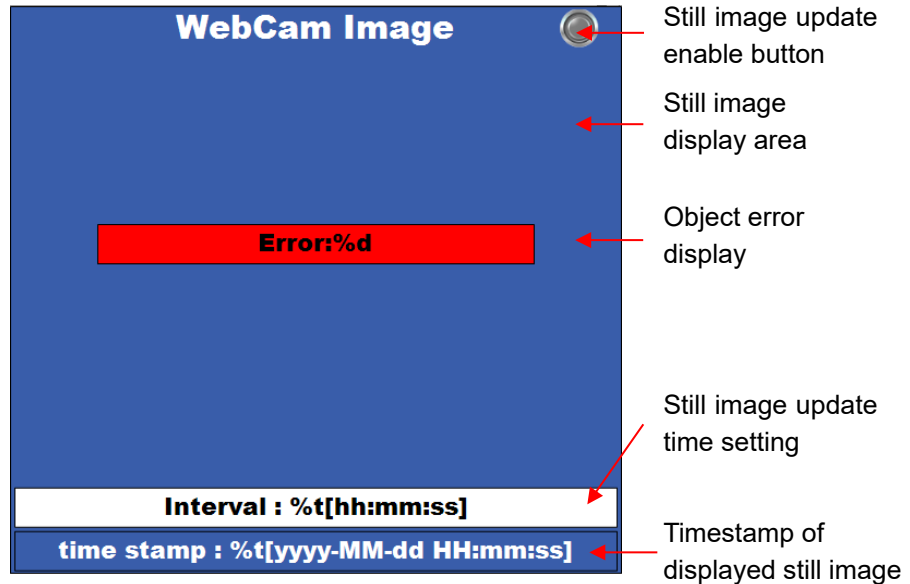 WebCam Image
Still image update
enable button
Still image
display area
Object error
display
Error:%d
Still image update
time setting
Interval : %t[hh:mm:ss]
time stamp : %t[yyyy-MM-dd HH:mm:ss]
Timestamp of
displayed still image